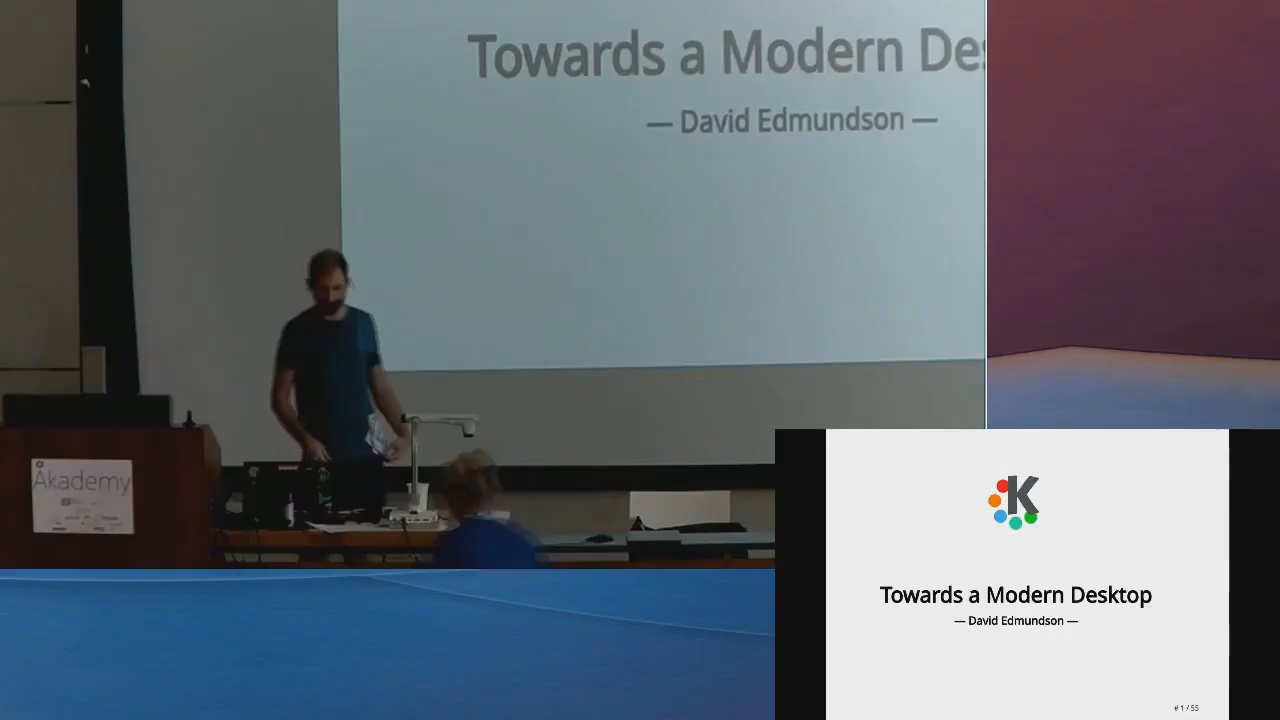 Towards a Modern Des
— David Edmundson —
Akademy
K
Towards a Modern Desktop
— David Edmundson —
# 1 / 55